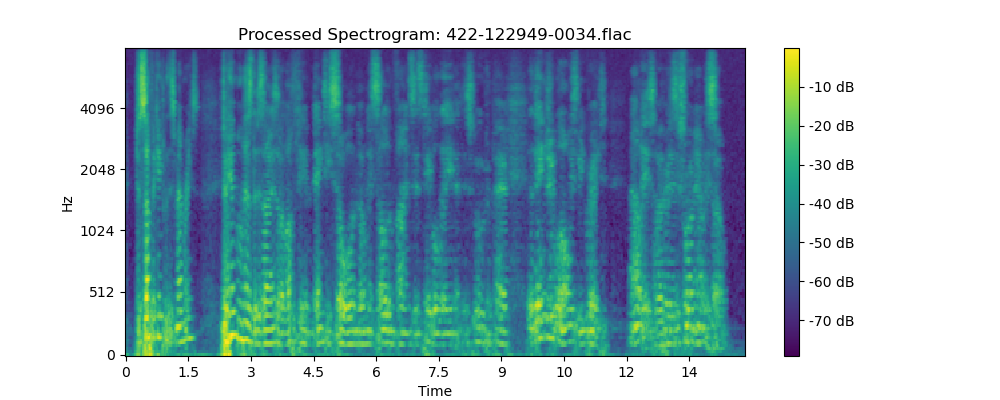 Processed Spectrogram: 422-122949-0034.flac
4096
2048
1024
512
0
Hz
0 1.5 3 4.5 6 7.5 9 10 12 14
Time
-10 dB
-20 dB
-30 dB
-40 dB
-50 dB
-60 dB
-70 dB